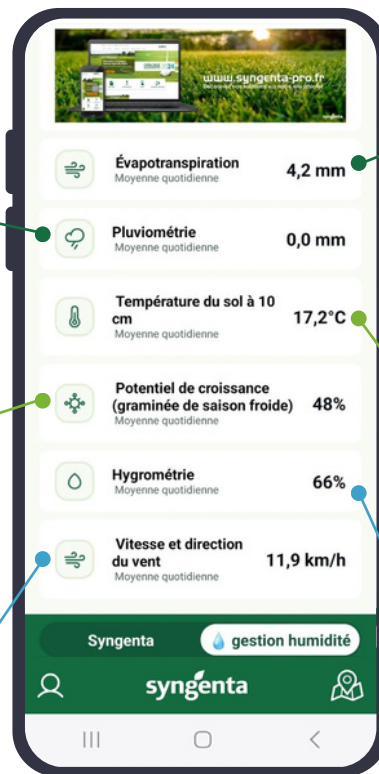 www.syngenta-pro.fr
Évapotranspiration
Moyenne quotidienne
4,2 mm
Pluviométrie
Moyenne quotidienne
0,0 mm
Température du sol à 10
cm
Moyenne quotidienne
17,2°C
Potentiel de croissance
(graminée de saison froide)
Moyenne quotidienne
48%
Hygrométrie
Moyenne quotidienne
66%
Vitesse et direction
du vent
Moyenne quotidienne
11,9 km/h
Syngenta
gestion humidité
syngenta